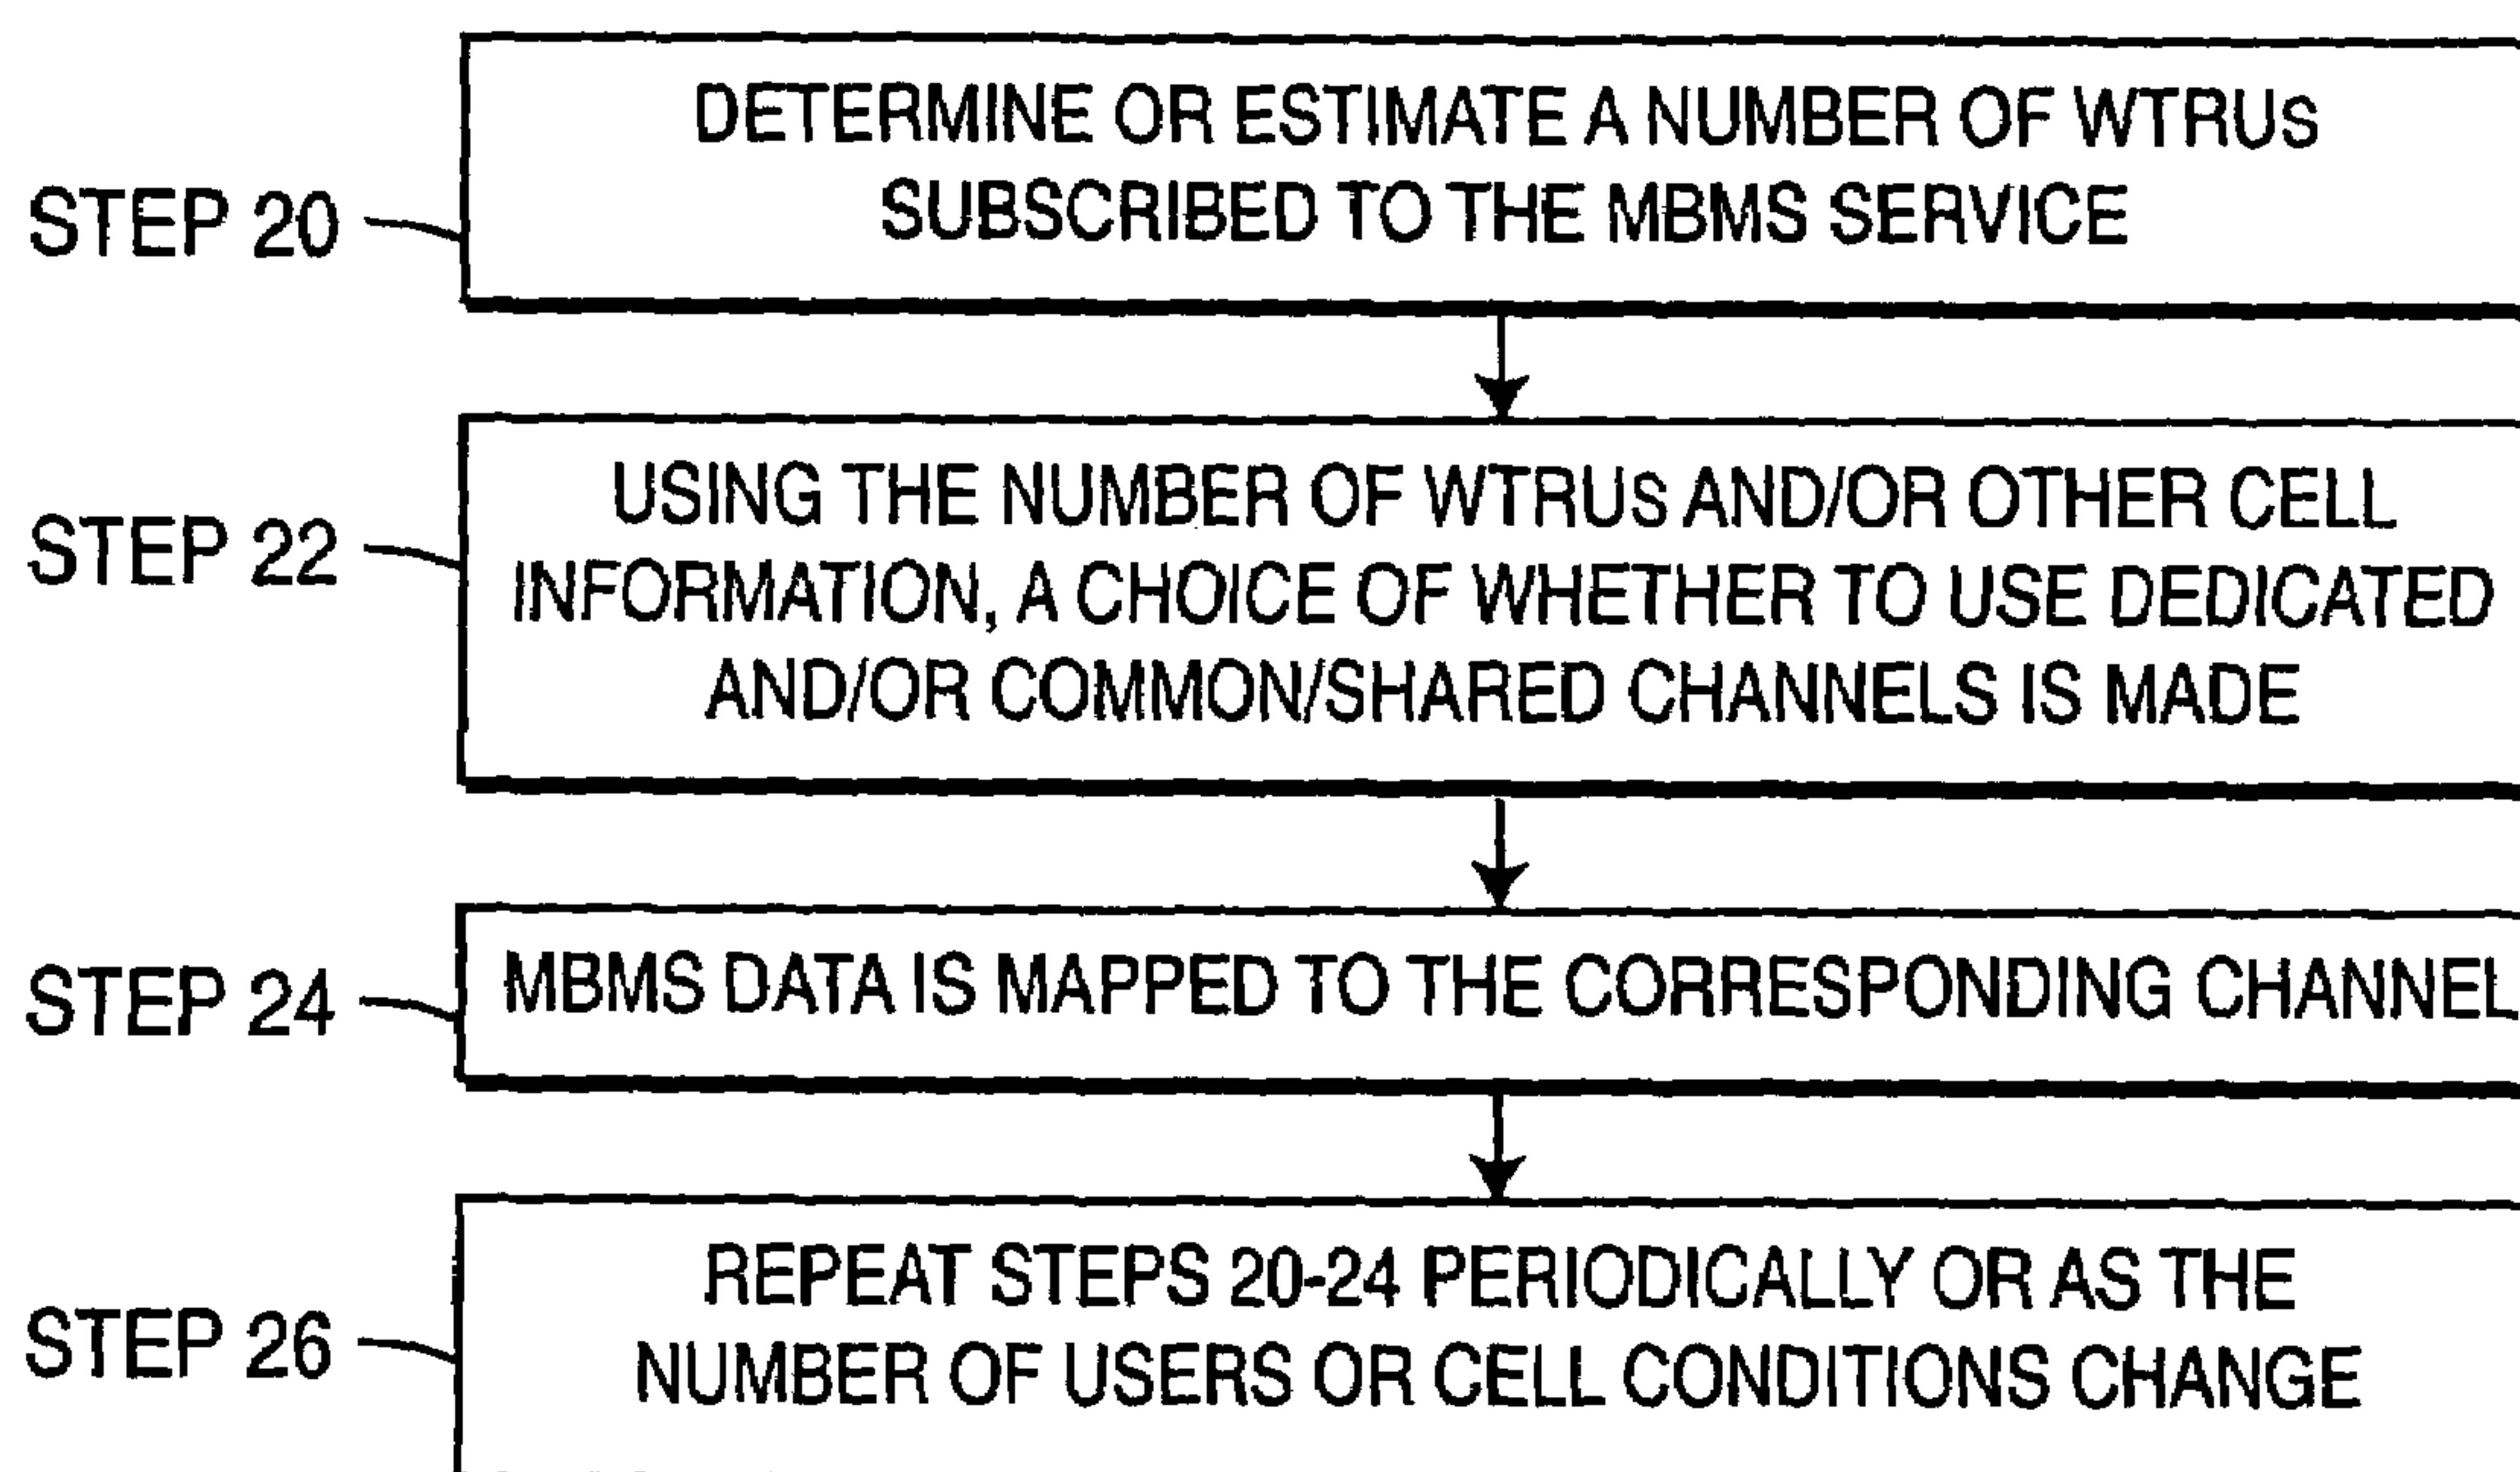 DETERMINE OR ESTIMATE A NUMBER OF WTRUs
SUBSCRIBED TO THE MBMS SERVICE
STEP 20
USING THE NUMBER OF WTRUs AND/OR OTHER CELL
INFORMATION, A CHOICE OF WHETHER TO USE DEDICATED
AND/OR COMMON/SHARED CHANNELS IS MADE
STEP 22
MBMS DATA IS MAPPED TO THE CORRESPONDING CHANNEL
STEP 24
REPEAT STEPS 20-24 PERIODICALLY OR AS THE
NUMBER OF USERS OR CELL CONDITIONS CHANGE
STEP 26